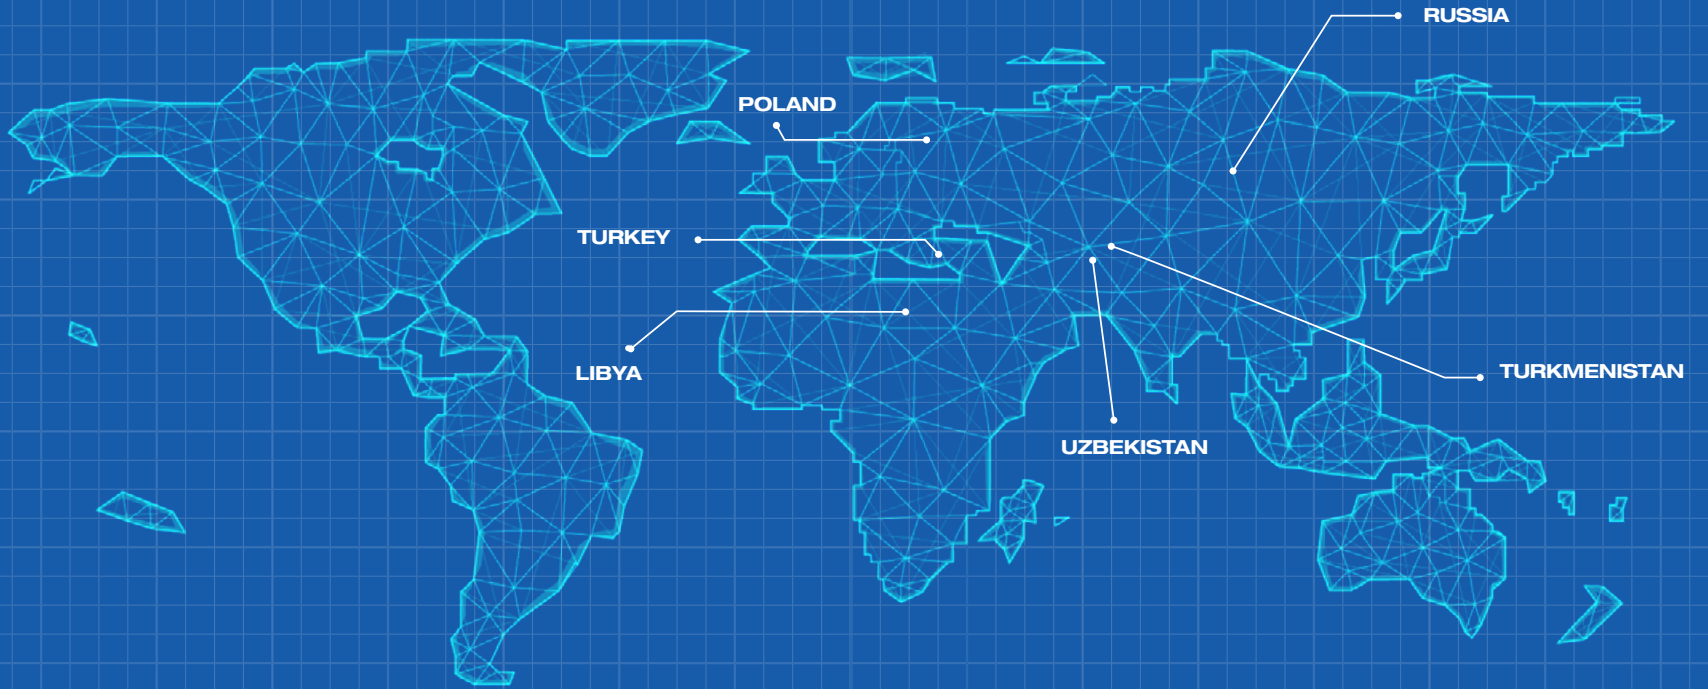 RUSSIA
POLAND
TURKEY
LIBYA
TURKMENISTAN
UZBEKISTAN